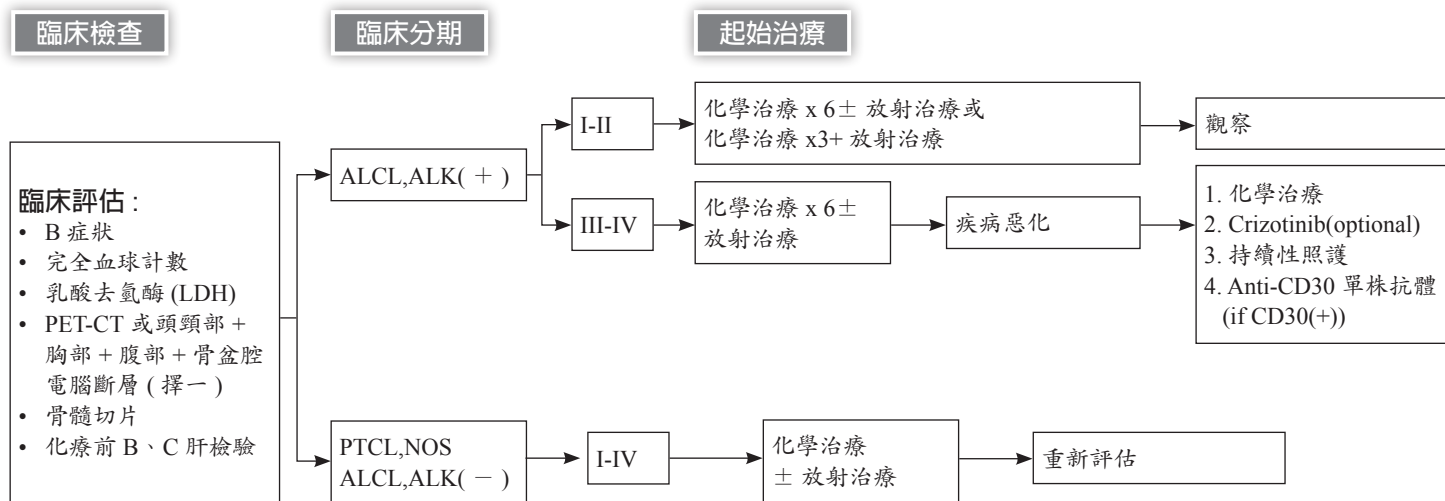 臨床檢查
臨床分期
起始治療
臨床評估 :
• B 症狀
• 完全血球計數
• 乳酸去氫酶 (LDH)
• PET-CT 或頭頸部 +
胸部 + 腹部 + 骨盆腔
電腦斷層 ( 擇一 )
• 骨髓切片
• 化療前 B、C 肝檢驗
ALCL,ALK( + )
I-II
化學治療 x 6± 放射治療或
化學治療 x3+ 放射治療
觀察
III-IV
化學治療 x 6±
放射治療
疾病惡化
1. 化學治療
2. Crizotinib(optional)
3. 持續性照護
4. Anti-CD30 單株抗體
(if CD30(+))
PTCL,NOS
ALCL,ALK( − )
I-IV
化學治療
± 放射治療
重新評估